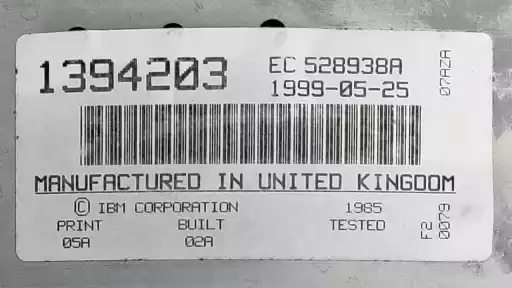 1394203
EC 528938A
1999-05-25
07AZA
MANUFACTURED IN UNITED KINGDOM
© IBM CORPORATION 1985
PRINT BUILT TESTED
05A 02A
F2
0079